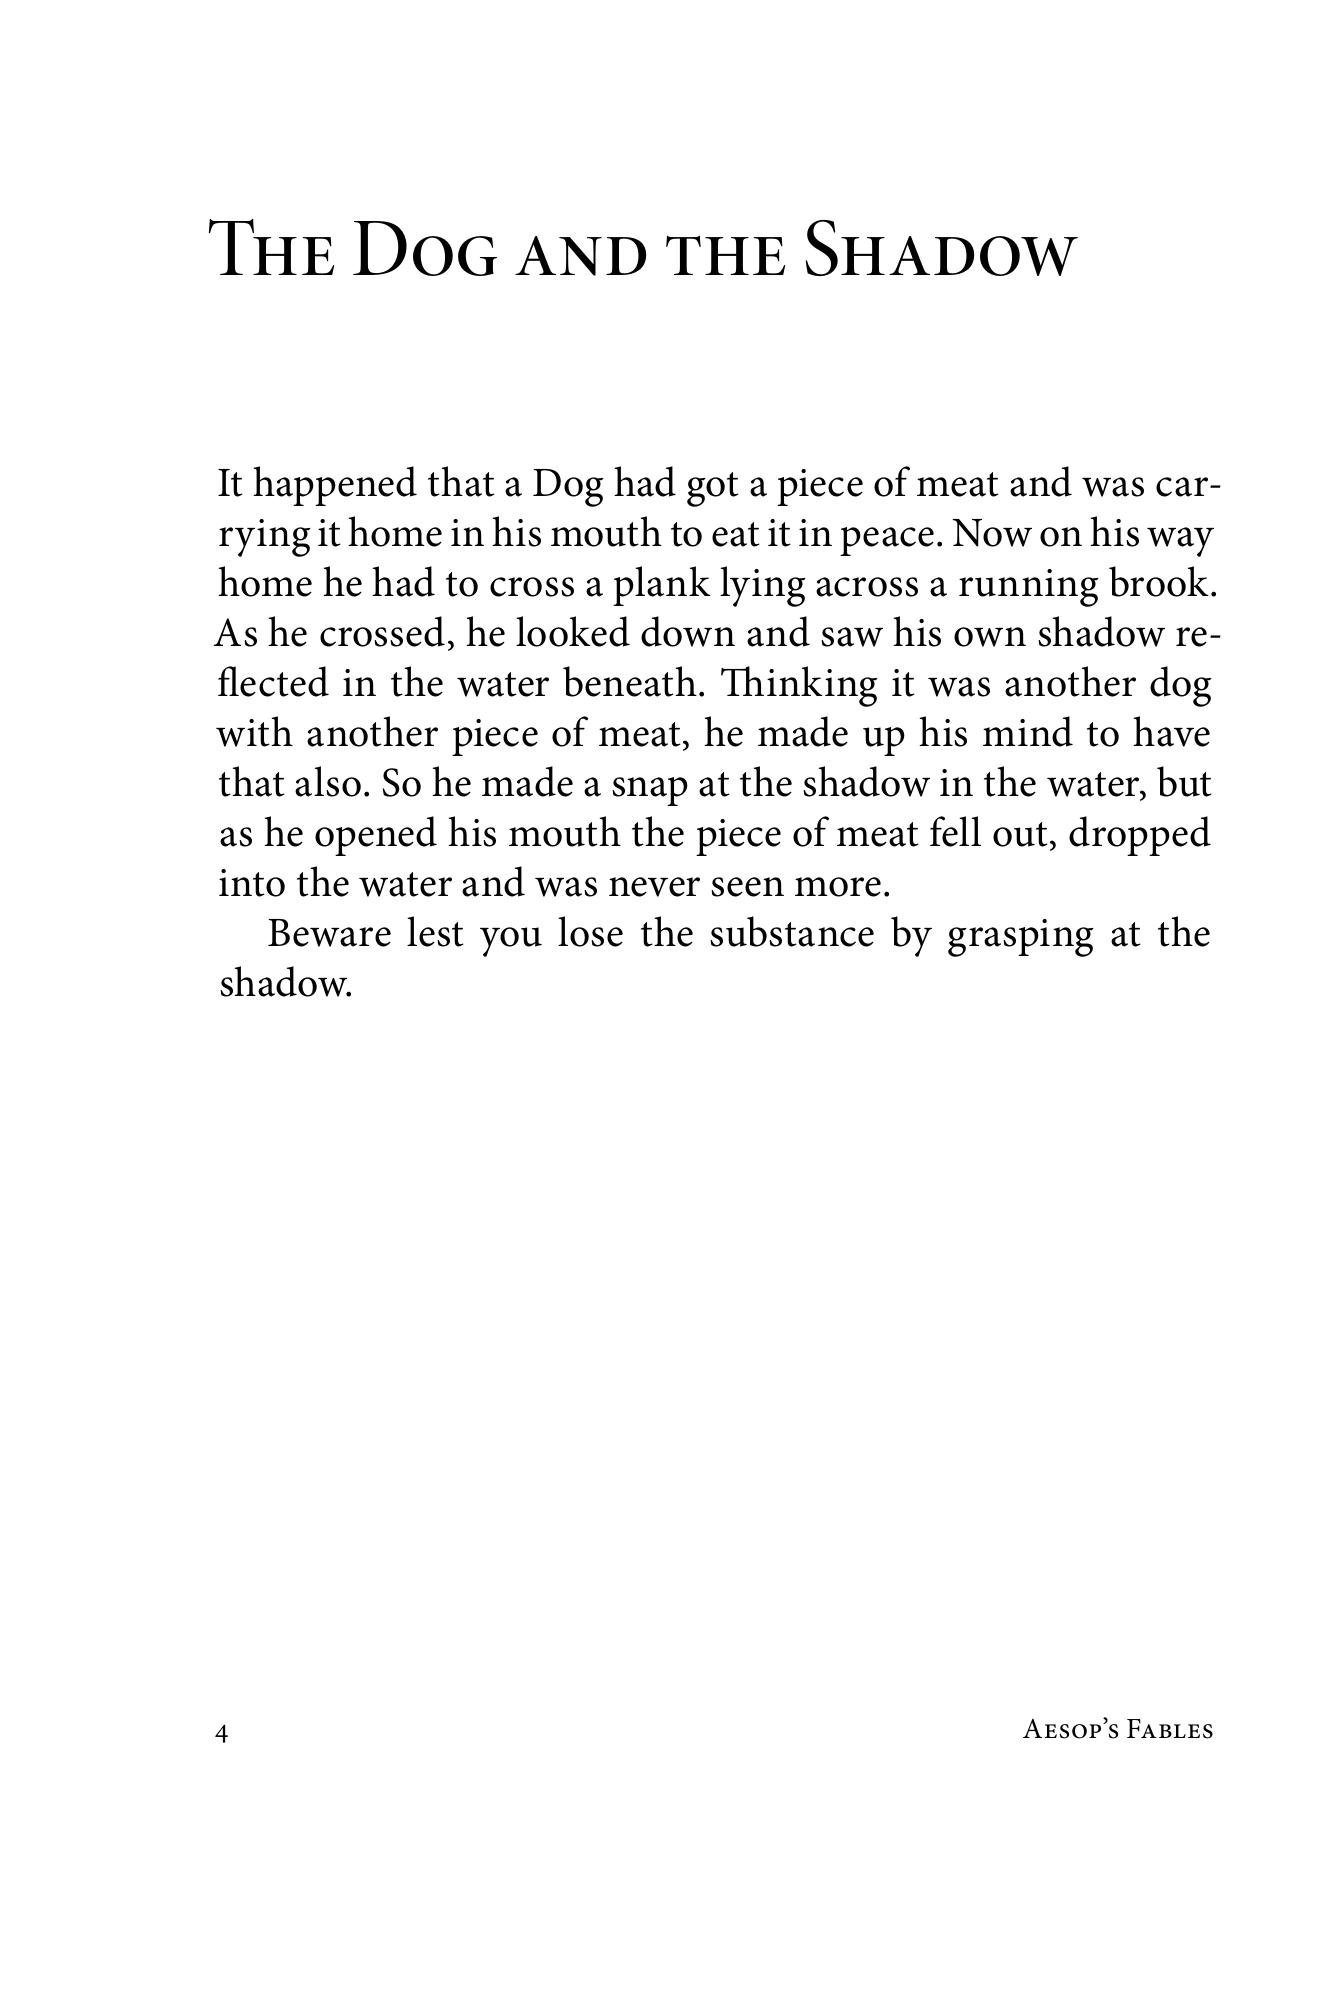 The Dog and the Shadow
It happened that a Dog had got a piece of meat and was car-
rying it home in his mouth to eat it in peace. Now on his way
home he had to cross a plank lying across a running brook.
As he crossed, he looked down and saw his own shadow re-
flected in the water beneath. Thinking it was another dog
with another piece of meat, he made up his mind to have
that also. So he made a snap at the shadow in the water, but
as he opened his mouth the piece of meat fell out, dropped
into the water and was never seen more.
Beware lest you lose the substance by grasping at the
shadow.
4 Aesop’s Fables